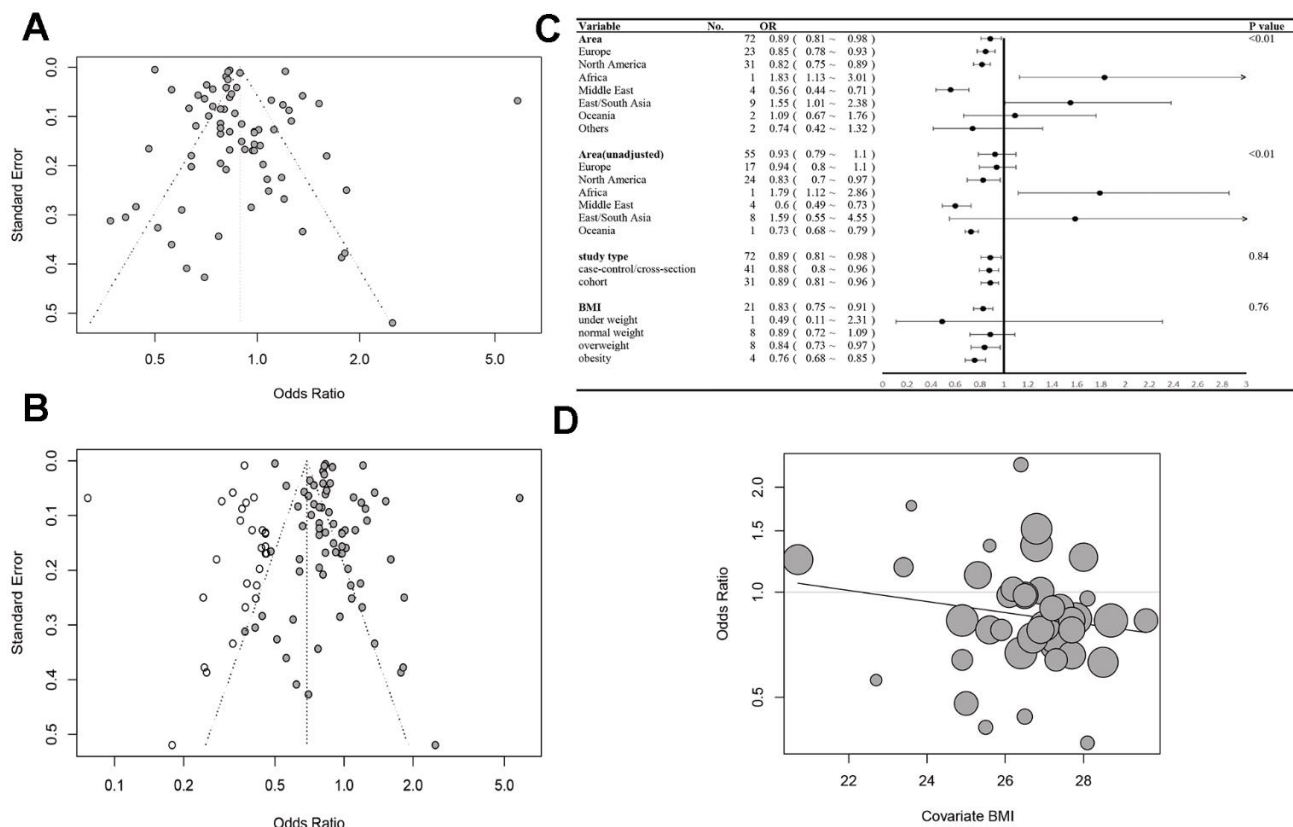 A
0.0
0.1
0.2
0.3
0.4
0.5
Standard Error
0.5 1.0 2.0 5.0
Odds Ratio
B
0.0
0.1
0.2
0.3
0.4
0.5
Standard Error
0.1 0.2 0.5 1.0 2.0 5.0
Odds Ratio
C
Variable No. OR P value
Area 72 0.89 ( 0.81 ~ 0.98 ) <0.01
Europe 23 0.85 ( 0.78 ~ 0.93 )
North America 31 0.82 ( 0.75 ~ 0.89 )
Africa 1 1.83 ( 1.13 ~ 3.01 )
Middle East 4 0.56 ( 0.44 ~ 0.71 )
East/South Asia 9 1.55 ( 1.01 ~ 2.38 )
Oceania 2 1.09 ( 0.67 ~ 1.76 )
Others 2 0.74 ( 0.42 ~ 1.32 )
Area(unadjusted) 55 0.93 ( 0.79 ~ 1.1 ) <0.01
Europe 17 0.94 ( 0.8 ~ 1.1 )
North America 24 0.83 ( 0.7 ~ 0.97 )
Africa 1 1.79 ( 1.12 ~ 2.86 )
Middle East 4 0.6 ( 0.49 ~ 0.73 )
East/South Asia 8 1.59 ( 0.55 ~ 4.55 )
Oceania 1 0.73 ( 0.68 ~ 0.79 )
study type 72 0.89 ( 0.81 ~ 0.98 ) 0.84
case-control/cross-section 41 0.88 ( 0.8 ~ 0.96 )
cohort 31 0.89 ( 0.81 ~ 0.96 )
BMI 21 0.83 ( 0.75 ~ 0.91 ) 0.76
under weight 1 0.49 ( 0.11 ~ 2.31 )
normal weight 8 0.89 ( 0.72 ~ 1.09 )
overweight 8 0.84 ( 0.73 ~ 0.97 )
obesity 4 0.76 ( 0.68 ~ 0.85 )
0 0.2 0.4 0.6 0.8 1 1.2 1.4 1.6 1.8 2 2.2 2.4 2.6 2.8 3
D
2.0
1.5
1.0
0.5
Odds Ratio
22 24 26 28
Covariate BMI